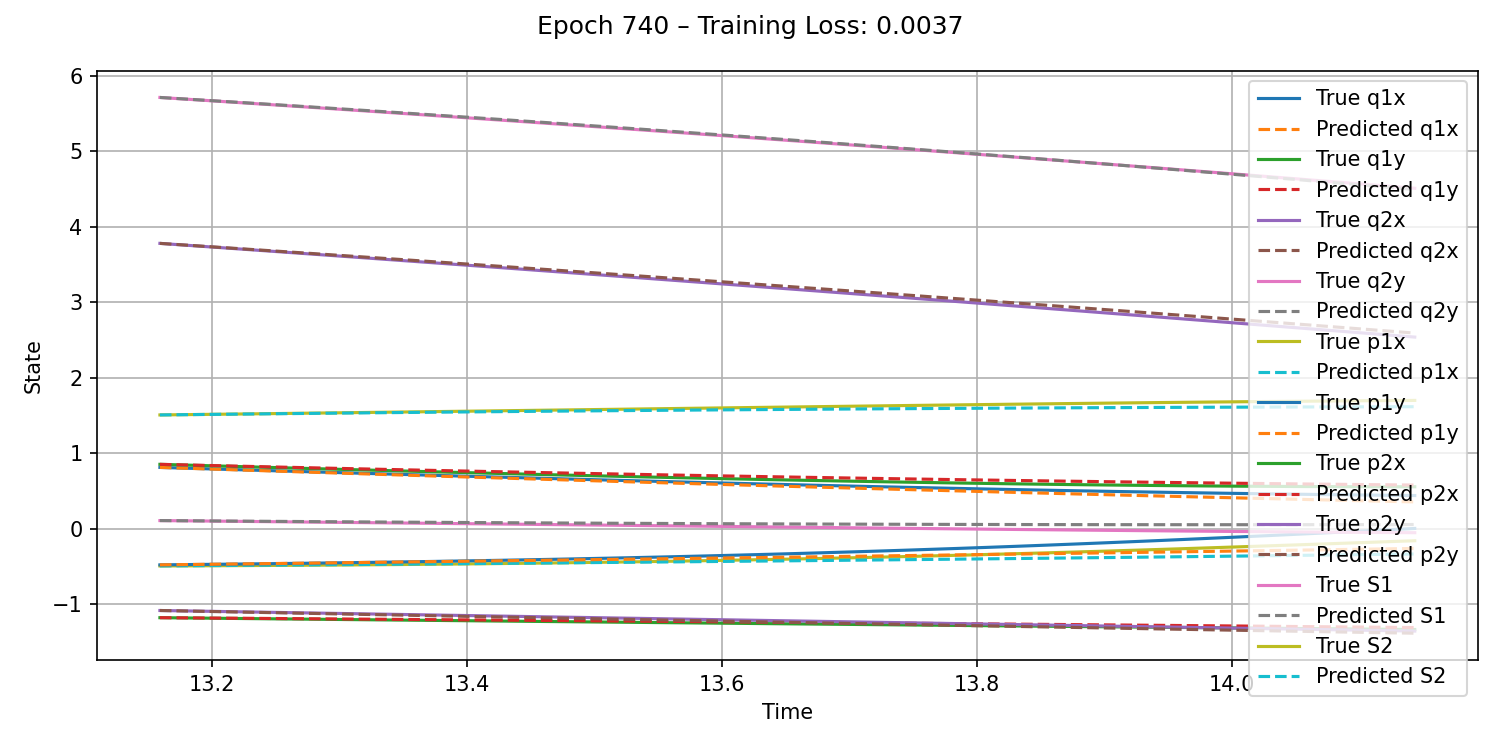 Epoch 740 – Training Loss: 0.0037
6
5
4
3
2
1
0
−1
State
13.2
13.4
13.6
13.8
14.0
Time
True q1x
Predicted q1x
True q1y
Predicted q1y
True q2x
Predicted q2x
True q2y
Predicted q2y
True p1x
Predicted p1x
True p1y
Predicted p1y
True p2x
Predicted p2x
True p2y
Predicted p2y
True S1
Predicted S1
True S2
Predicted S2